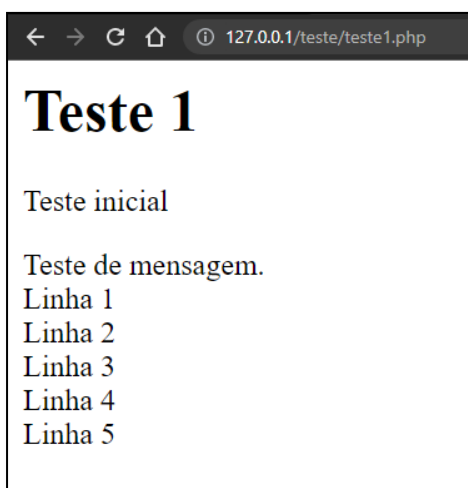 127.0.0.1/teste/teste1.php
Teste 1
Teste inicial
Teste de mensagem.
Linha 1
Linha 2
Linha 3
Linha 4
Linha 5